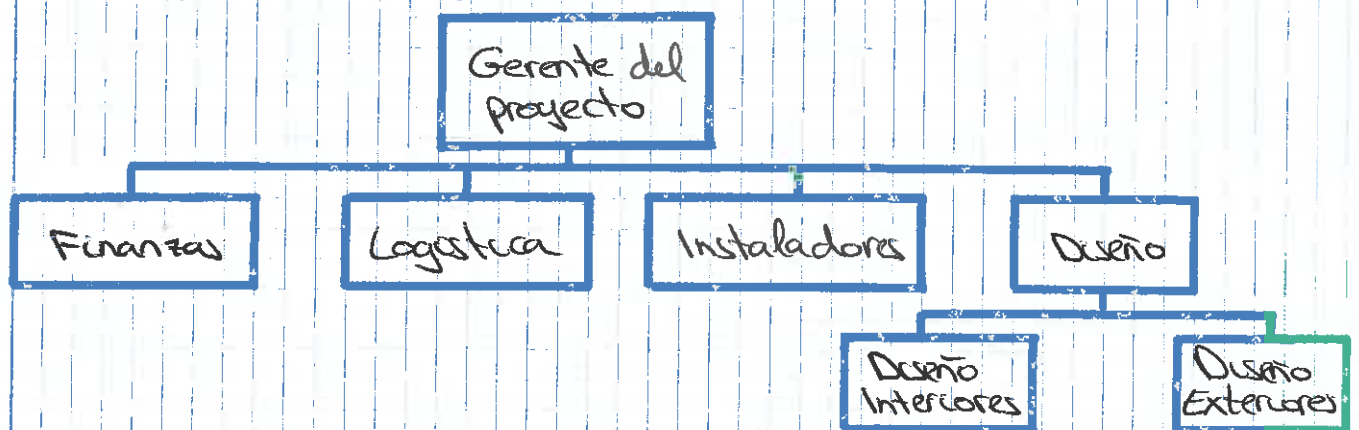 Gerente del
proyecto
Finanzas
Logistica
Instaladores
Diseño
Diseño
Interiores
Diseño
Exteriores